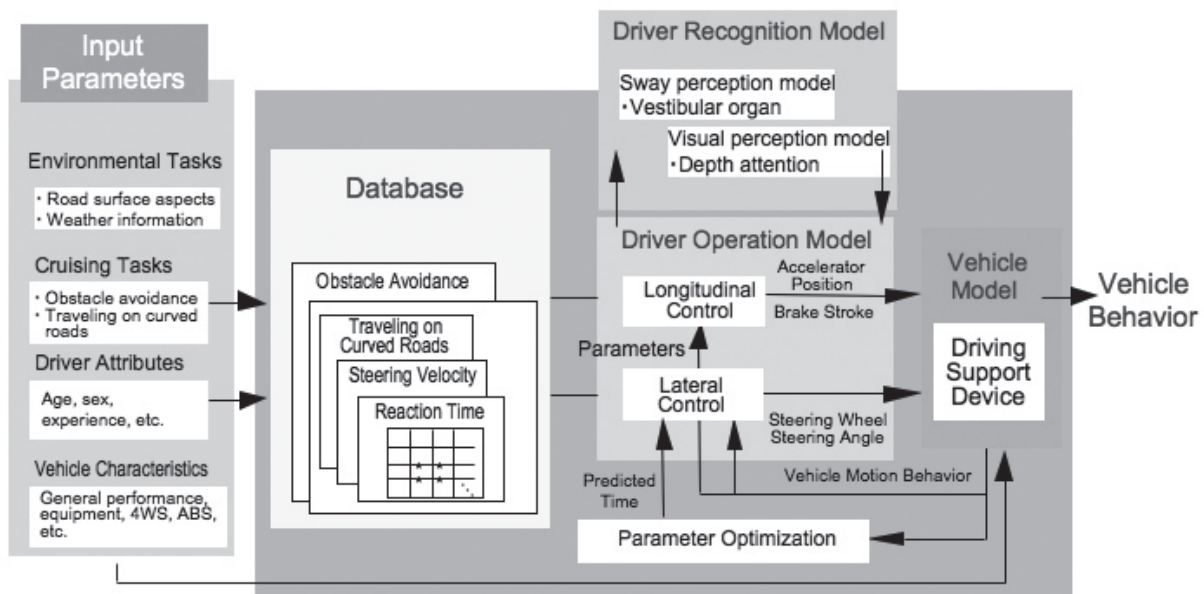 Input
Parameters
Environmental Tasks
・Road surface aspects
・Weather information
Cruising Tasks
・Obstacle avoidance
・Traveling on curved
roads
Driver Attributes
Age, sex,
experience, etc.
Vehicle Characteristics
General performance,
equipment, 4WS, ABS,
etc.
Database
Obstacle Avoidance
Traveling on
Curved Roads
Steering Velocity
Reaction Time
Driver Recognition Model
Sway perception model
・Vestibular organ
Visual perception model
・Depth attention
Driver Operation Model
Longitudinal
Control
Accelerator
Position
Brake Stroke
Parameters
Lateral
Control
Steering Wheel
Steering Angle
Predicted
Time
Vehicle Motion Behavior
Parameter Optimization
Vehicle
Model
Driving
Support
Device
Vehicle
Behavior